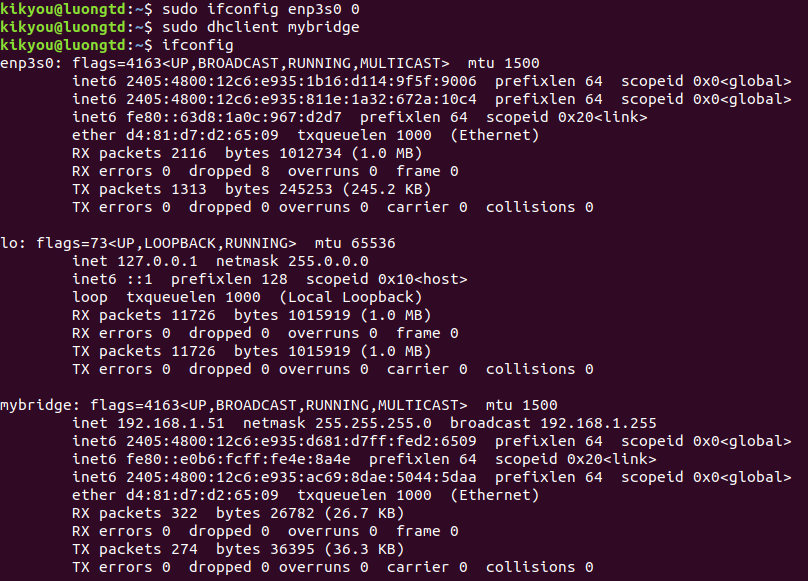 kikyou@luongtd:~$ sudo ifconfig enp3s0 0
kikyou@luongtd:~$ sudo dhclient mybridge
kikyou@luongtd:~$ ifconfig
enp3s0: flags=4163<UP,BROADCAST,RUNNING,MULTICAST>  mtu 1500
        inet6 2405:4800:12c6:e935:1b16:d114:9f5f:9006  prefixlen 64  scopeid 0x0<global>
        inet6 2405:4800:12c6:e935:811e:1a32:672a:10c4  prefixlen 64  scopeid 0x0<global>
        inet6 fe80::63d8:1a0c:967:d2d7  prefixlen 64  scopeid 0x20<link>
        ether d4:81:d7:d2:65:09  txqueuelen 1000  (Ethernet)
        RX packets 2116  bytes 1012734 (1.0 MB)
        RX errors 0  dropped 8  overruns 0  frame 0
        TX packets 1313  bytes 245253 (245.2 KB)
        TX errors 0  dropped 0 overruns 0  carrier 0  collisions 0

lo: flags=73<UP,LOOPBACK,RUNNING>  mtu 65536
        inet 127.0.0.1  netmask 255.0.0.0
        inet6 ::1  prefixlen 128  scopeid 0x10<host>
        loop  txqueuelen 1000  (Local Loopback)
        RX packets 11726  bytes 1015919 (1.0 MB)
        RX errors 0  dropped 0  overruns 0  frame 0
        TX packets 11726  bytes 1015919 (1.0 MB)
        TX errors 0  dropped 0 overruns 0  carrier 0  collisions 0

mybridge: flags=4163<UP,BROADCAST,RUNNING,MULTICAST>  mtu 1500
        inet 192.168.1.51  netmask 255.255.255.0  broadcast 192.168.1.255
        inet6 2405:4800:12c6:e935:d681:d7ff:fed2:6509  prefixlen 64  scopeid 0x0<global>
        inet6 fe80::e0b6:fcff:fe4e:8a4e  prefixlen 64  scopeid 0x20<link>
        inet6 2405:4800:12c6:e935:ac69:8dae:5044:5daa  prefixlen 64  scopeid 0x0<global>
        ether d4:81:d7:d2:65:09  txqueuelen 1000  (Ethernet)
        RX packets 322  bytes 26782 (26.7 KB)
        RX errors 0  dropped 0  overruns 0  frame 0
        TX packets 274  bytes 36395 (36.3 KB)
        TX errors 0  dropped 0 overruns 0  carrier 0  collisions 0